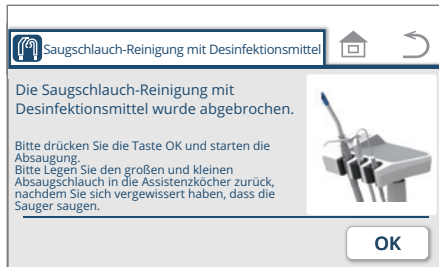 Saugschlauch-Reinigung mit Desinfektionsmittel
Die Saugschlauch-Reinigung mit
Desinfektionsmittel wurde abgebrochen.
Bitte drücken Sie die Taste OK und starten die
Absaugung.
Bitte Legen Sie den großen und kleinen
Absaugschlauch in die Assistenzköcher zurück,
nachdem Sie sich vergewissert haben, dass die
Sauger saugen.
OK